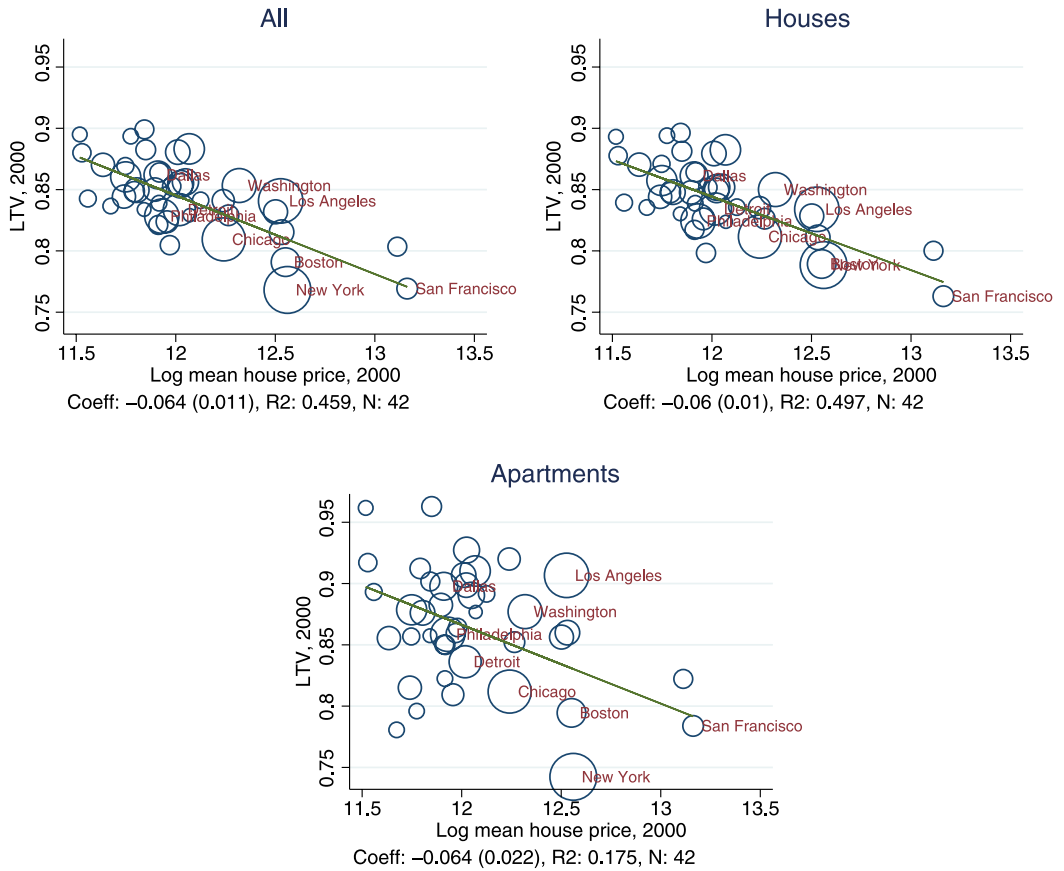 All
LTV, 2000
0.95
0.9
0.85
0.8
0.75
Dallas
Washington
Los Angeles
Detroit
Philadelphia
Chicago
Boston
New York
San Francisco
11.5 12 12.5 13 13.5
Log mean house price, 2000
Coeff: −0.064 (0.011), R2: 0.459, N: 42
Houses
LTV, 2000
0.95
0.9
0.85
0.8
0.75
Dallas
Washington
Los Angeles
Detroit
Philadelphia
Chicago
Boston
New York
San Francisco
11.5 12 12.5 13 13.5
Log mean house price, 2000
Coeff: −0.06 (0.01), R2: 0.497, N: 42
Apartments
LTV, 2000
0.95
0.9
0.85
0.8
0.75
Los Angeles
Dallas
Washington
Philadelphia
Detroit
Chicago
Boston
San Francisco
New York
11.5 12 12.5 13 13.5
Log mean house price, 2000
Coeff: −0.064 (0.022), R2: 0.175, N: 42